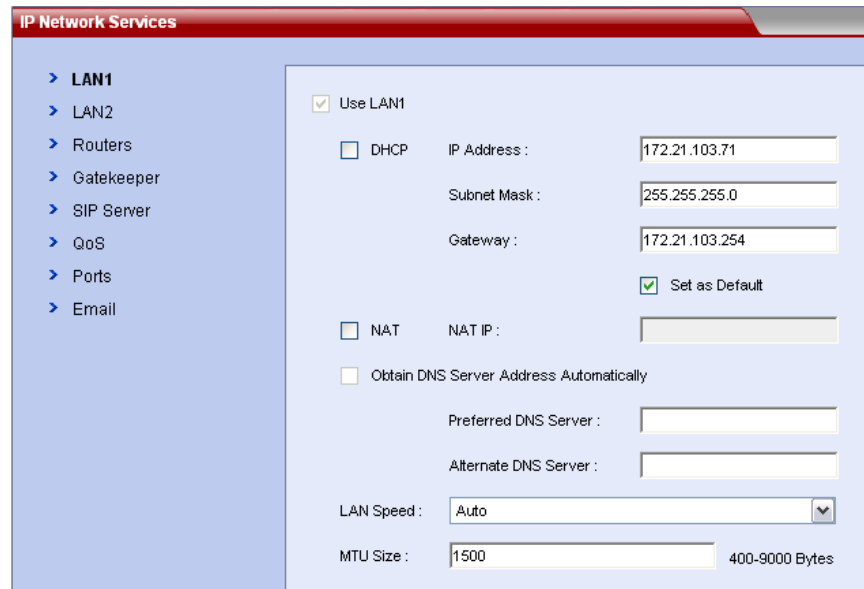 IP Network Services
LAN1
LAN2
Routers
Gatekeeper
SIP Server
QoS
Ports
Email
Use LAN1
DHCP IP Address : 172.21.103.71
Subnet Mask : 255.255.255.0
Gateway : 172.21.103.254
Set as Default
NAT NAT IP :
Obtain DNS Server Address Automatically
Preferred DNS Server :
Alternate DNS Server :
LAN Speed : Auto
MTU Size : 1500 400-9000 Bytes